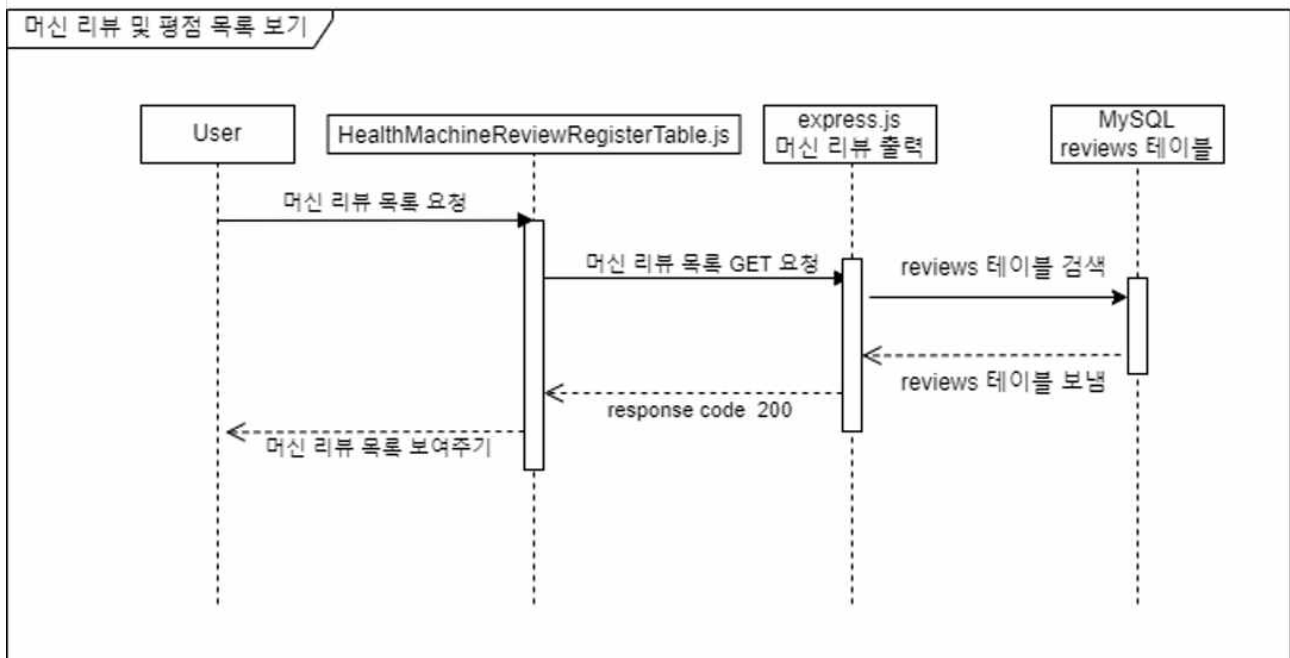 머신 리뷰 및 평점 목록 보기
User
HealthMachineReviewRegisterTable.js
express.js
머신 리뷰 출력
MySQL
reviews 테이블
머신 리뷰 목록 요청
머신 리뷰 목록 GET 요청
reviews 테이블 검색
reviews 테이블 보냄
response code 200
머신 리뷰 목록 보여주기